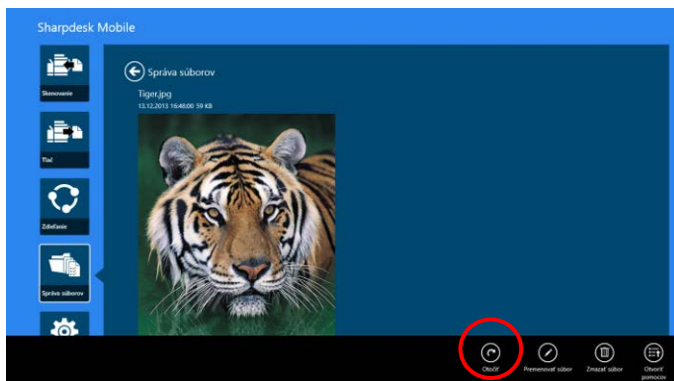 Sharpdesk Mobile
Skenovanie
Tlač
Zdieľanie
Správa súborov
Správa súborov
Tiger.jpg
13.12.2013 16:48:00 59 KB
Otočiť
Premenovať súbor
Zmazať súbor
Otvoriť
pomocov